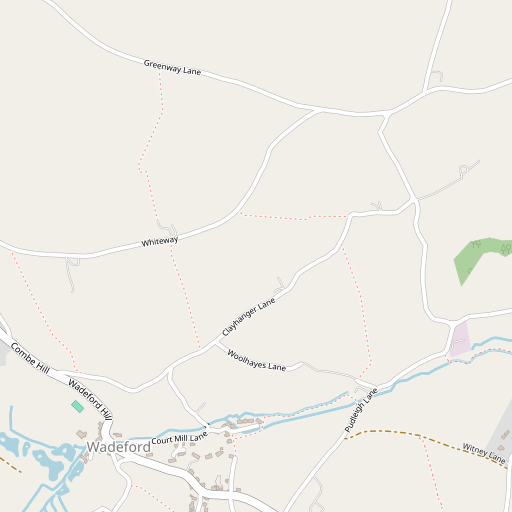 Greenway Lane
Whiteway
Clayhanger Lane
Combe Hill
Woolhayes Lane
Wadeford Hill
Pudleigh Lane
Court Mill Lane
Wadeford
Witney Lane